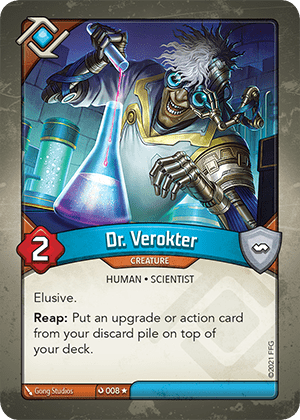 Dr. Verokter
CREATURE
2
HUMAN • SCIENTIST
Elusive.
Reap: Put an upgrade or action card
from your discard pile on top of
your deck.
Gong Studios
008
©2021 FFG